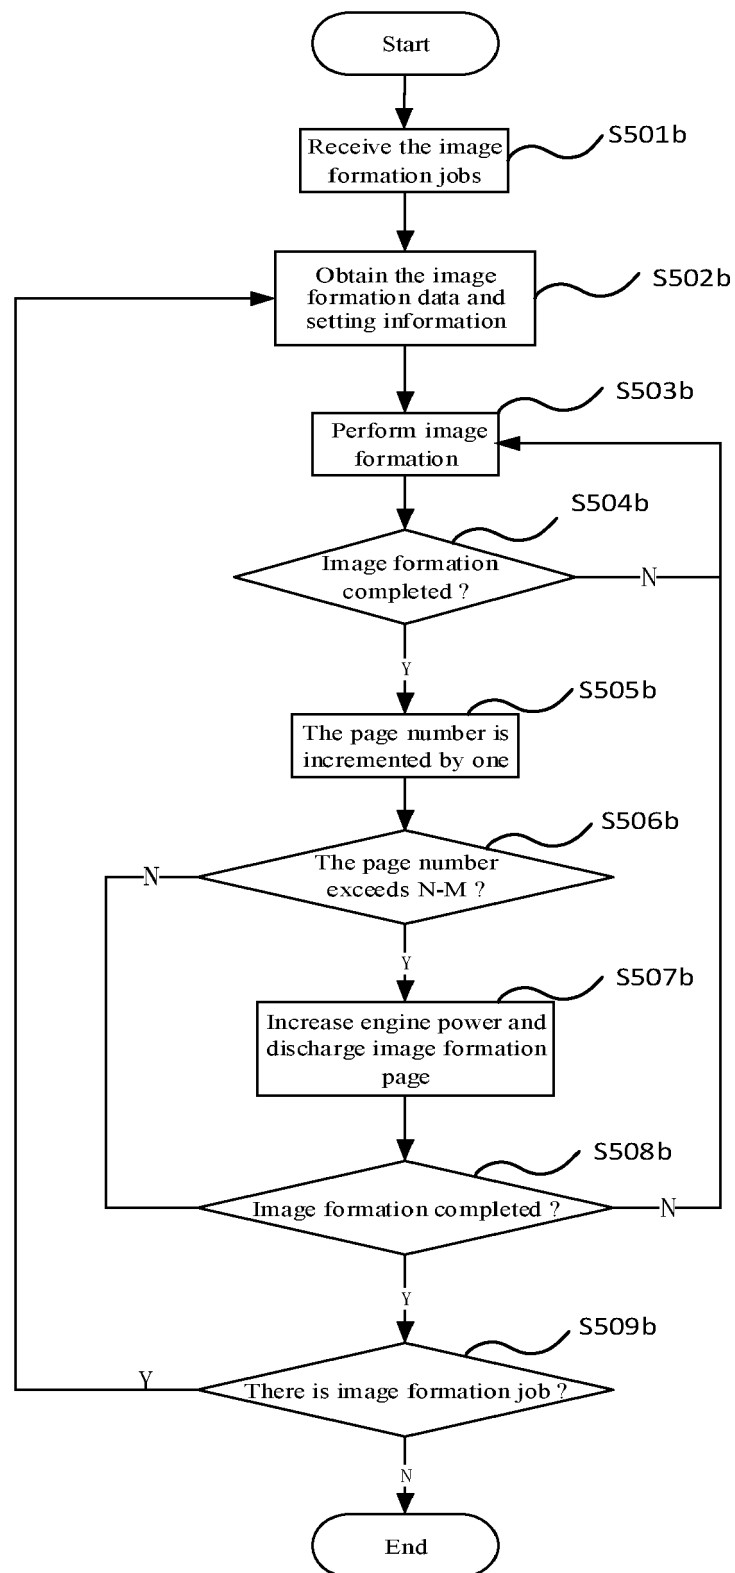 Start
S501b
Receive the image
formation jobs
S502b
Obtain the image
formation data and
setting information
S503b
Perform image
formation
S504b
Image formation
completed ?
N
Y
S505b
The page number is
incremented by one
S506b
The page number
exceeds N-M ?
N
Y
S507b
Increase engine power and
discharge image formation
page
S508b
Image formation completed ?
N
Y
S509b
There is image formation job ?
Y
N
End